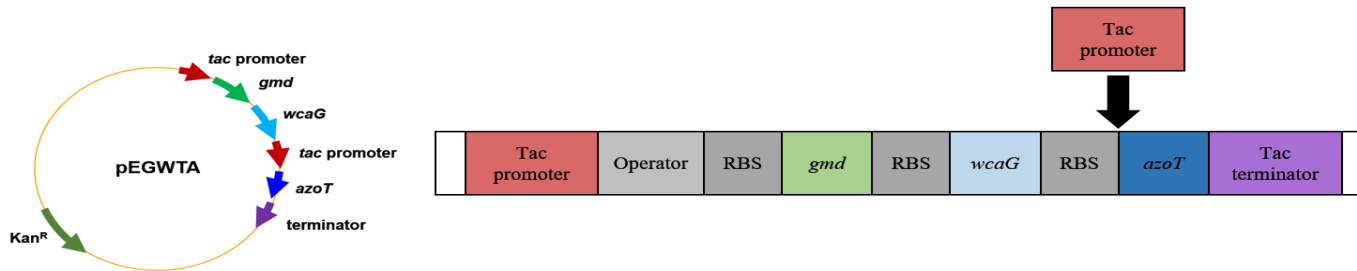 tac promoter
gmd
wcaG
tac promoter
azoT
terminator
pEGWTA
Kanᴿ
Tac
promoter
Tac
promoter
Operator
RBS
gmd
RBS
wcaG
RBS
azoT
Tac
terminator